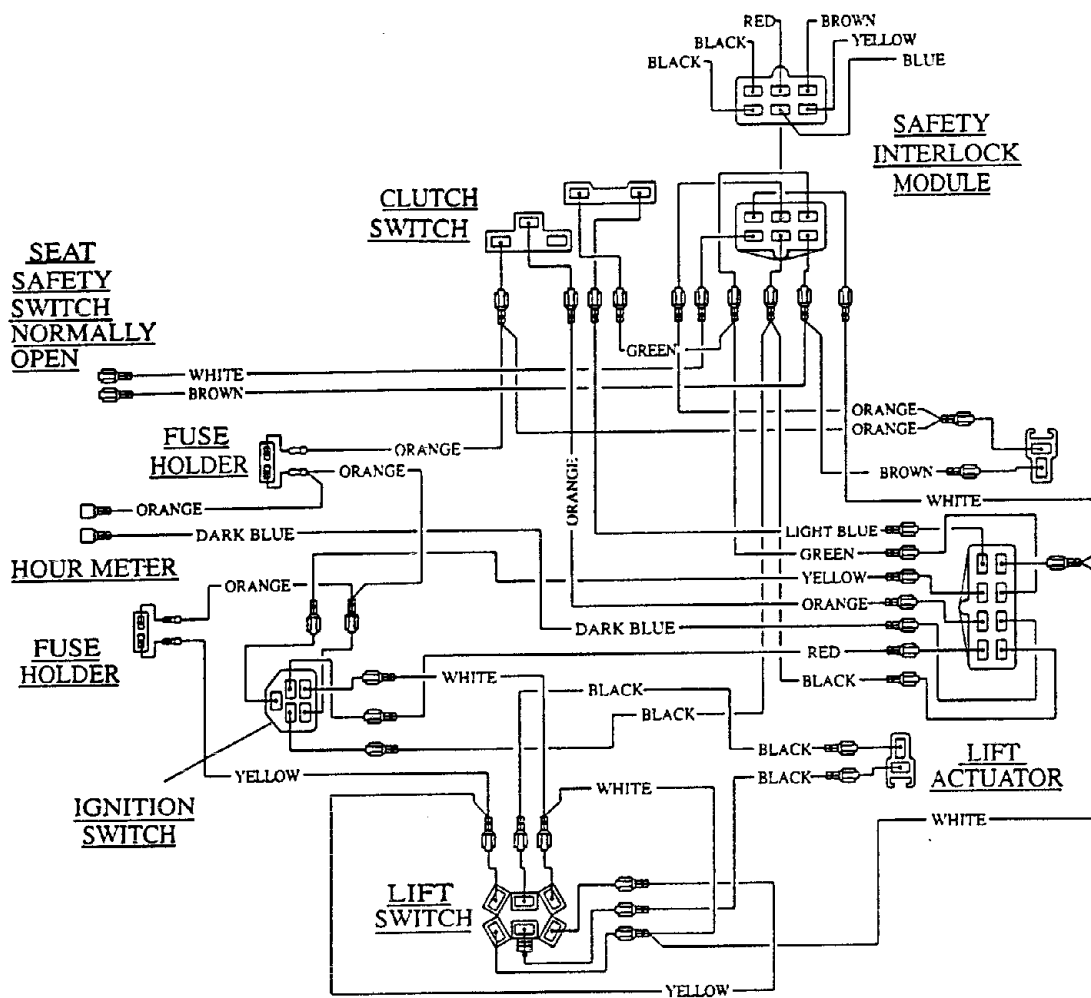 RED
BROWN
BLACK
YELLOW
BLACK
BLUE
SAFETY
INTERLOCK
MODULE
CLUTCH
SWITCH
SEAT
SAFETY
SWITCH
NORMALLY
OPEN
GREEN
WHITE
BROWN
ORANGE
ORANGE
FUSE
HOLDER
ORANGE
ORANGE
BROWN
ORANGE
WHITE
ORANGE
DARK BLUE
LIGHT BLUE
GREEN
HOUR METER
YELLOW
ORANGE
ORANGE
DARK BLUE
FUSE
HOLDER
RED
WHITE
BLACK
BLACK
BLACK
BLACK
LIFT
ACTUATOR
YELLOW
BLACK
WHITE
IGNITION
SWITCH
WHITE
LIFT
SWITCH
YELLOW